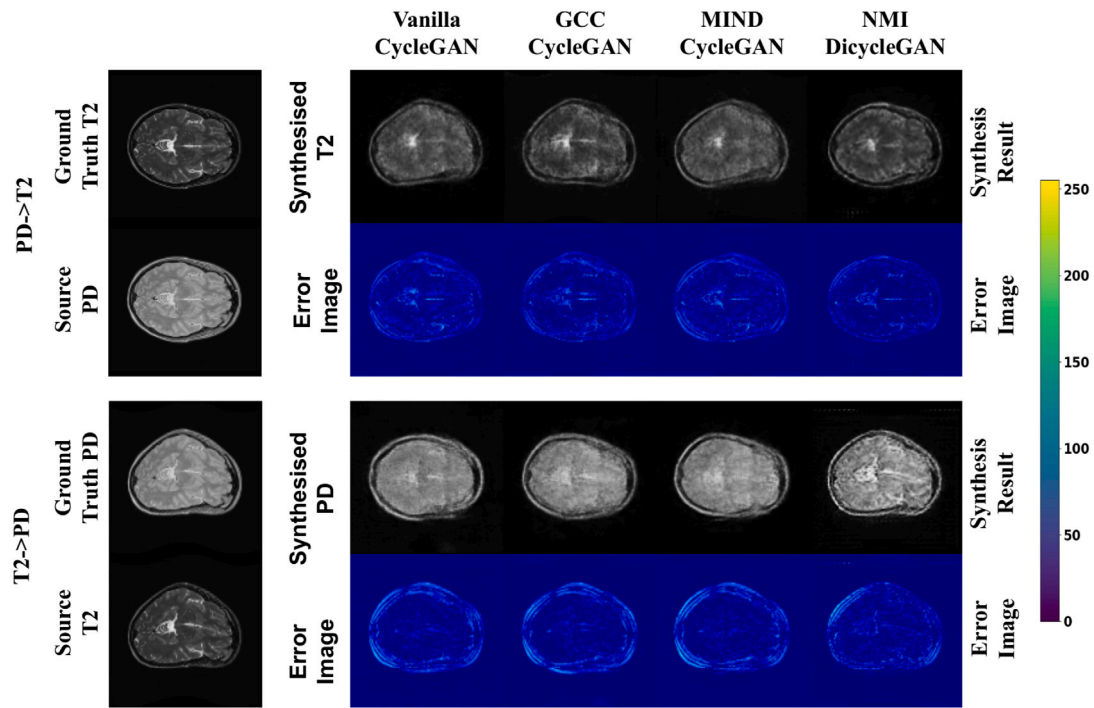 Vanilla
CycleGAN
GCC
CycleGAN
MIND
CycleGAN
NMI
DicycleGAN
PD->T2
Ground
Truth T2
Source
PD
Synthesised
T2
Error
Image
Synthesis
Result
Error
Image
T2->PD
Ground
Truth PD
Source
T2
Synthesised
PD
Error
Image
Synthesis
Result
Error
Image
250
200
150
100
50
0